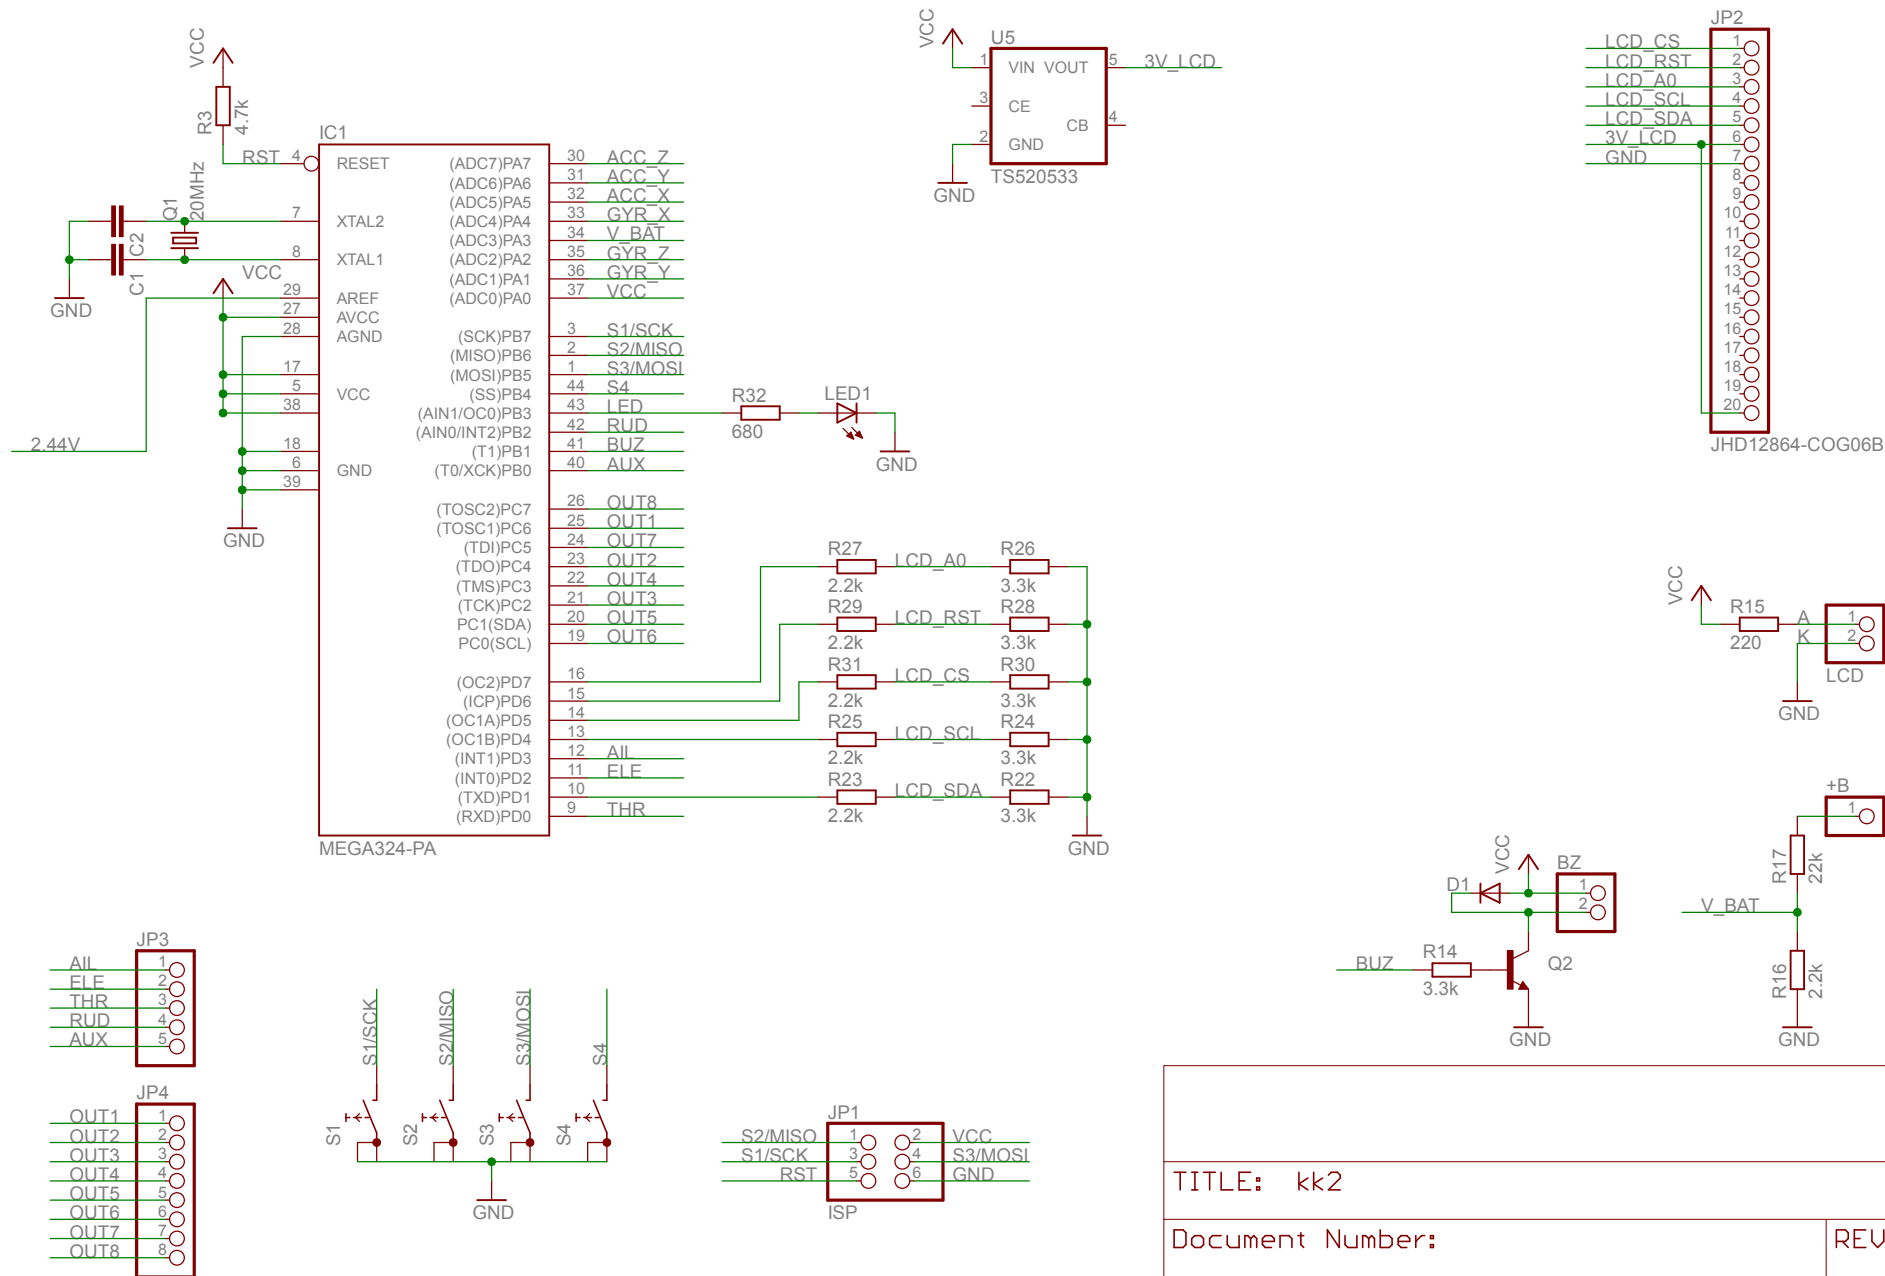 VCC
R3
4.7k
RST
4
IC1
RESET
Q1
20MHz
C2
C1
7 XTAL2
8 XTAL1
GND
VCC
29 AREF
27 AVCC
28 AGND
17
5 VCC
38
2,44V
18
6 GND
39
GND
(ADC7)PA7 30 ACC_Z
(ADC6)PA6 31 ACC_Y
(ADC5)PA5 32 ACC_X
(ADC4)PA4 33 GYR_X
(ADC3)PA3 34 V_BAT
(ADC2)PA2 35 GYR_Z
(ADC1)PA1 36 GYR_Y
(ADC0)PA0 37 VCC
(SCK)PB7 3 S1/SCK
(MISO)PB6 2 S2/MISO
(MOSI)PB5 1 S3/MOSI
(SS)PB4 44 S4
(AIN1/OC0)PB3 43 LED
(AIN0/INT2)PB2 42 RUD
(T1)PB1 41 BUZ
(T0/XCK)PB0 40 AUX
(TOSC2)PC7 26 OUT8
(TOSC1)PC6 25 OUT1
(TDI)PC5 24 OUT7
(TDO)PC4 23 OUT2
(TMS)PC3 22 OUT4
(TCK)PC2 21 OUT3
PC1(SDA) 20 OUT5
PC0(SCL) 19 OUT6
(OC2)PD7 16
(ICP)PD6 15
(OC1A)PD5 14
(OC1B)PD4 13
(INT1)PD3 12 AIL
(INT0)PD2 11 ELE
(TXD)PD1 10
(RXD)PD0 9 THR
MEGA324-PA
R32
680
LED1
GND
R27 LCD_A0 R26
2.2k 3.3k
R29 LCD_RST R28
2.2k 3.3k
R31 LCD_CS R30
2.2k 3.3k
R25 LCD_SCL R24
2.2k 3.3k
R23 LCD_SDA R22
2.2k 3.3k
GND
VCC
U5
1 VIN VOUT 5 3V_LCD
3 CE
CB 4
2 GND
TS520533
GND
JP2
LCD_CS 1
LCD_RST 2
LCD_A0 3
LCD_SCL 4
LCD_SDA 5
3V_LCD 6
GND 7
8
9
10
11
12
13
14
15
16
17
18
19
20
JHD12864-COG06B
VCC
R15
220
A 1
K 2
LCD
GND
+B
1
R17
22k
V_BAT
R16
2.2k
GND
VCC
D1
BZ
1
2
BUZ
R14
3.3k
Q2
GND
JP3
AIL 1
ELE 2
THR 3
RUD 4
AUX 5
JP4
OUT1 1
OUT2 2
OUT3 3
OUT4 4
OUT5 5
OUT6 6
OUT7 7
OUT8 8
S1/SCK
S2/MISO
S3/MOSI
S4
S1
S2
S3
S4
GND
JP1
S2/MISO 1 2 VCC
S1/SCK 3 4 S3/MOSI
RST 5 6 GND
ISP
TITLE: kk2
Document Number:
REV